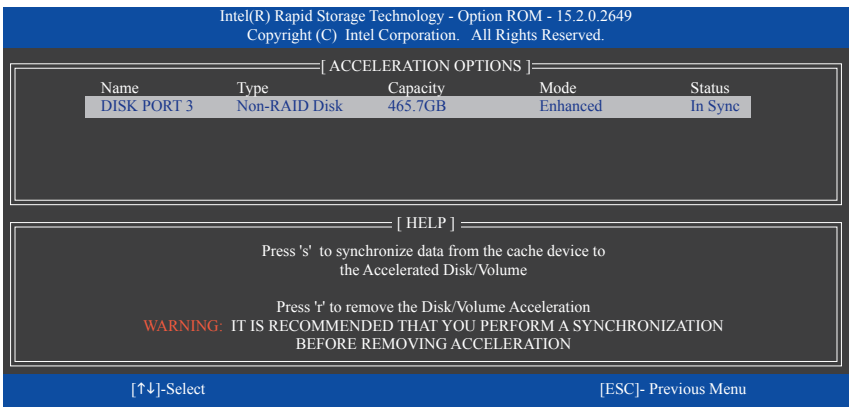 Intel(R) Rapid Storage Technology - Option ROM - 15.2.0.2649
Copyright (C) Intel Corporation. All Rights Reserved.
[ ACCELERATION OPTIONS ]
Name Type Capacity Mode Status
DISK PORT 3 Non-RAID Disk 465.7GB Enhanced In Sync
[ HELP ]
Press 's' to synchronize data from the cache device to
the Accelerated Disk/Volume
Press 'r' to remove the Disk/Volume Acceleration
WARNING: IT IS RECOMMENDED THAT YOU PERFORM A SYNCHRONIZATION
BEFORE REMOVING ACCELERATION
[↑↓]-Select [ESC]- Previous Menu